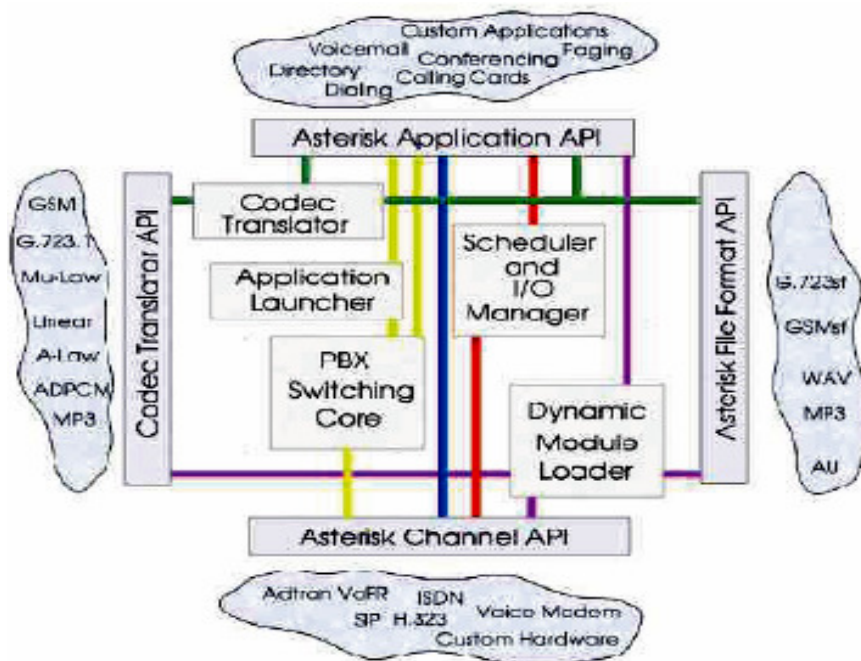 Custom Applications
Voicemail
Conferencing
Paging
Directory
Calling Cards
Dialing
Asterisk Application API
Codec Translator API
GSM
G.723.1
Mu-Law
Linear
A-Law
ADPCM
MP3
Codec
Translator
Application
Launcher
PBX
Switching
Core
Scheduler
and
I/O
Manager
Dynamic
Module
Loader
Asterisk File Format API
G.723sf
GSMsf
WAV
MP3
AU
Asterisk Channel API
Adtran VoFR
ISDN
SIP H.323
Voice Modem
Custom Hardware